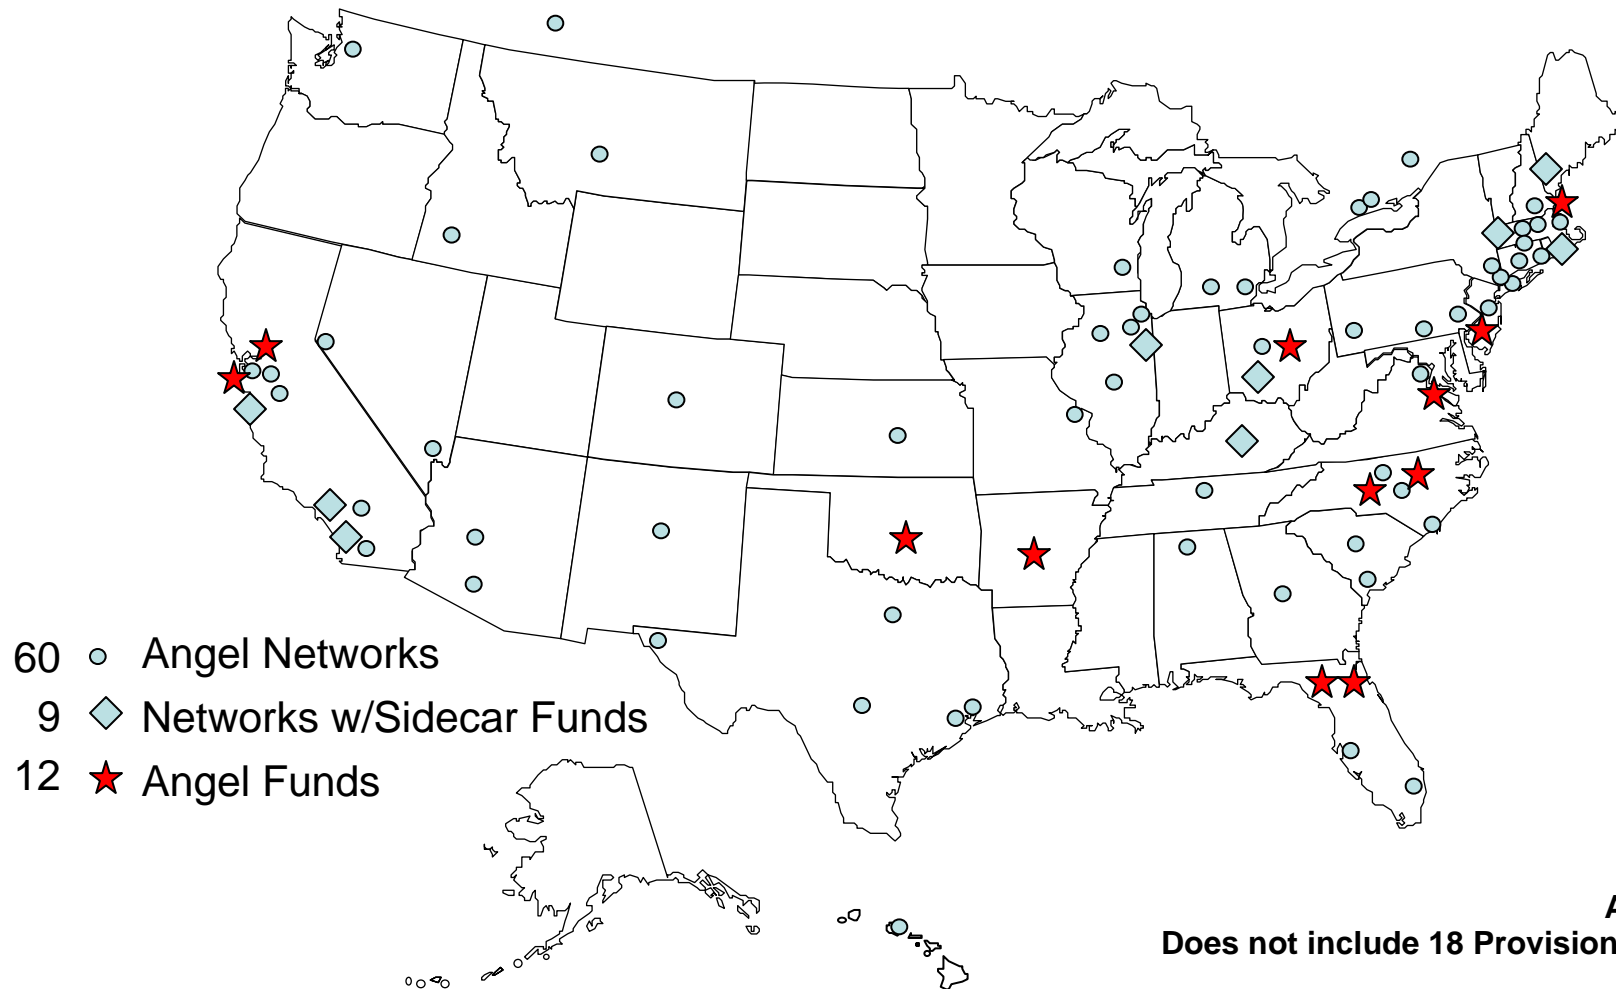 60 Angel Networks
9 Networks w/Sidecar Funds
12 Angel Funds
A
Does not include 18 Provision